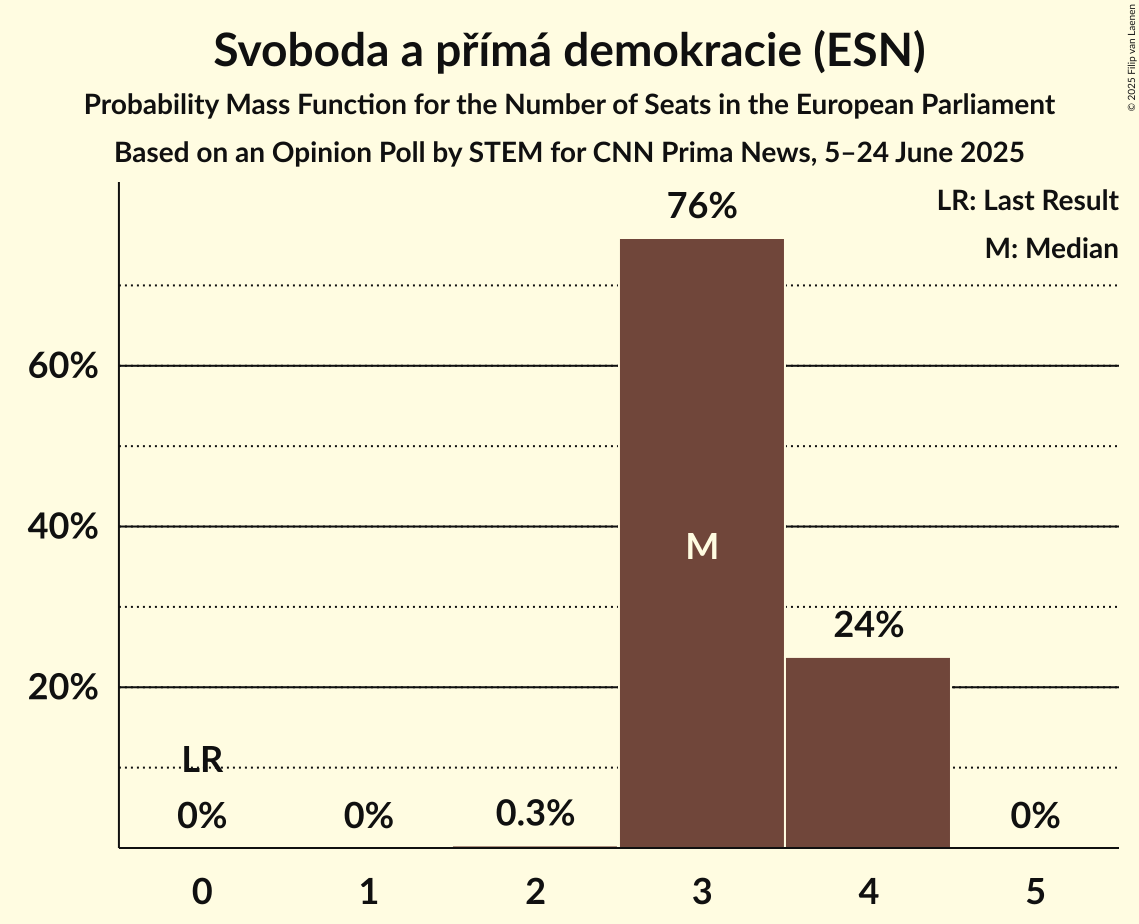 Svoboda a přímá demokracie (ESN)
Probability Mass Function for the Number of Seats in the European Parliament
Based on an Opinion Poll by STEM for CNN Prima News, 5–24 June 2025
© 2025 Filip van Laenen
LR: Last Result
M: Median
76%
60%
40%
M
24%
20%
LR
0%
0%
0.3%
0%
0
1
2
3
4
5